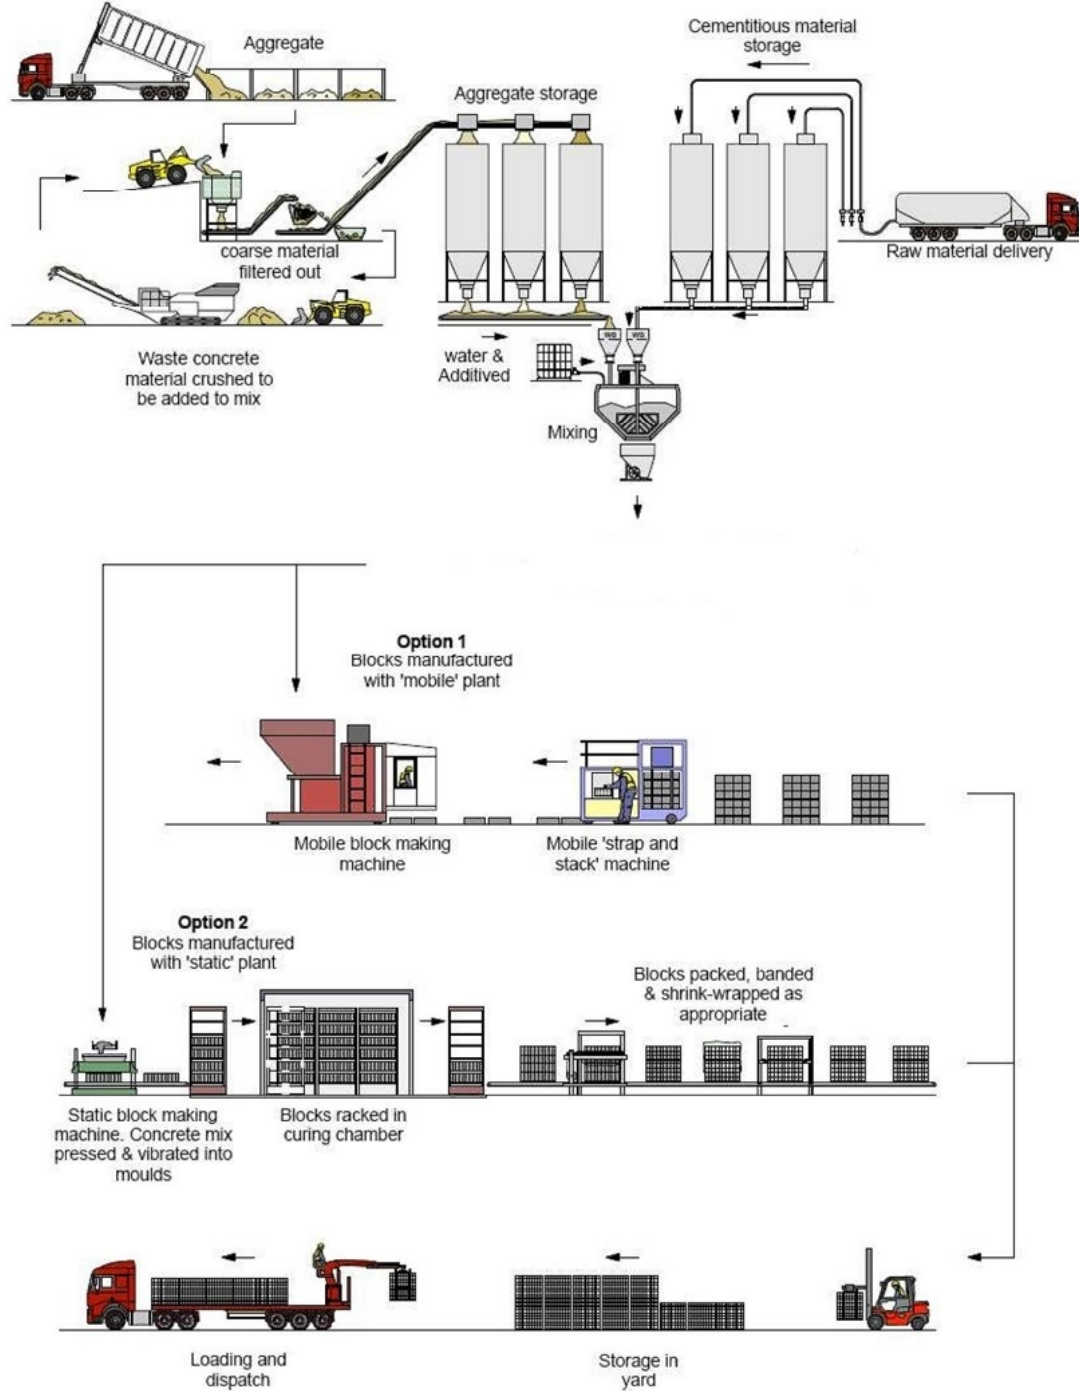 Aggregate
Cementitious material
storage
Aggregate storage
coarse material
filtered out
Raw material delivery
Waste concrete
material crushed to
be added to mix
water &
Additived
WS
WS
Mixing
Option 1
Blocks manufactured
with 'mobile' plant
Mobile block making
machine
Mobile 'strap and
stack' machine
Option 2
Blocks manufactured
with 'static' plant
Blocks packed, banded
& shrink-wrapped as
appropriate
Static block making
machine. Concrete mix
pressed & vibrated into
moulds
Blocks racked in
curing chamber
Loading and
dispatch
Storage in
yard